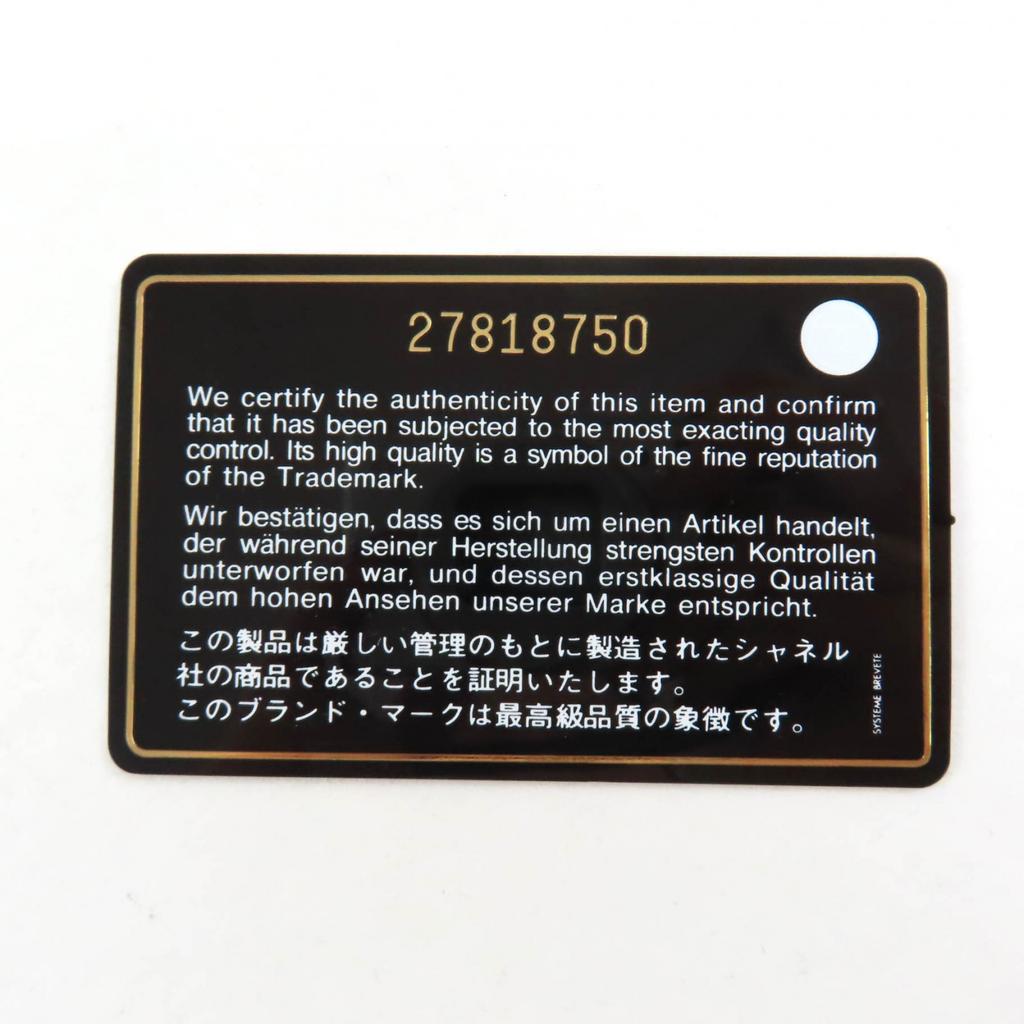 27818750
We certify the authenticity of this item and confirm
that it has been subjected to the most exacting quality
control. Its high quality is a symbol of the fine reputation
of the Trademark.
Wir bestätigen, dass es sich um einen Artikel handelt,
der während seiner Herstellung strengsten Kontrollen
unterworfen war, und dessen erstklassige Qualität
dem hohen Ansehen unserer Marke entspricht.
この製品は厳しい管理のもとに製造されたシャネル
社の商品であることを証明いたします。
このブランド・マークは最高級品質の象徴です。
SYSTEME BREVETE